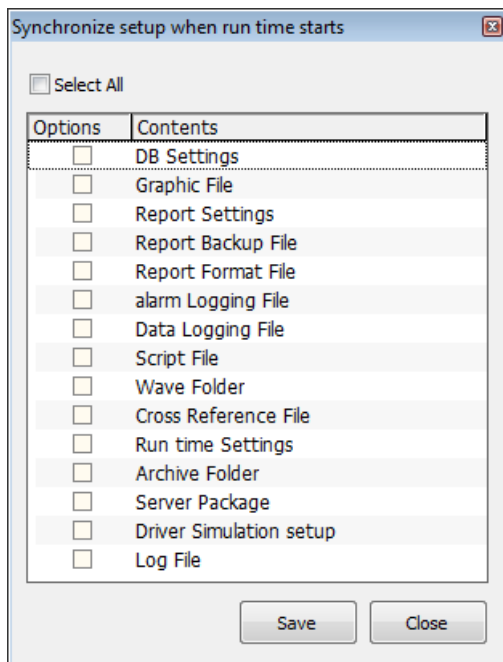 Synchronize setup when run time starts
Select All
Options Contents
DB Settings
Graphic File
Report Settings
Report Backup File
Report Format File
alarm Logging File
Data Logging File
Script File
Wave Folder
Cross Reference File
Run time Settings
Archive Folder
Server Package
Driver Simulation setup
Log File
Save Close